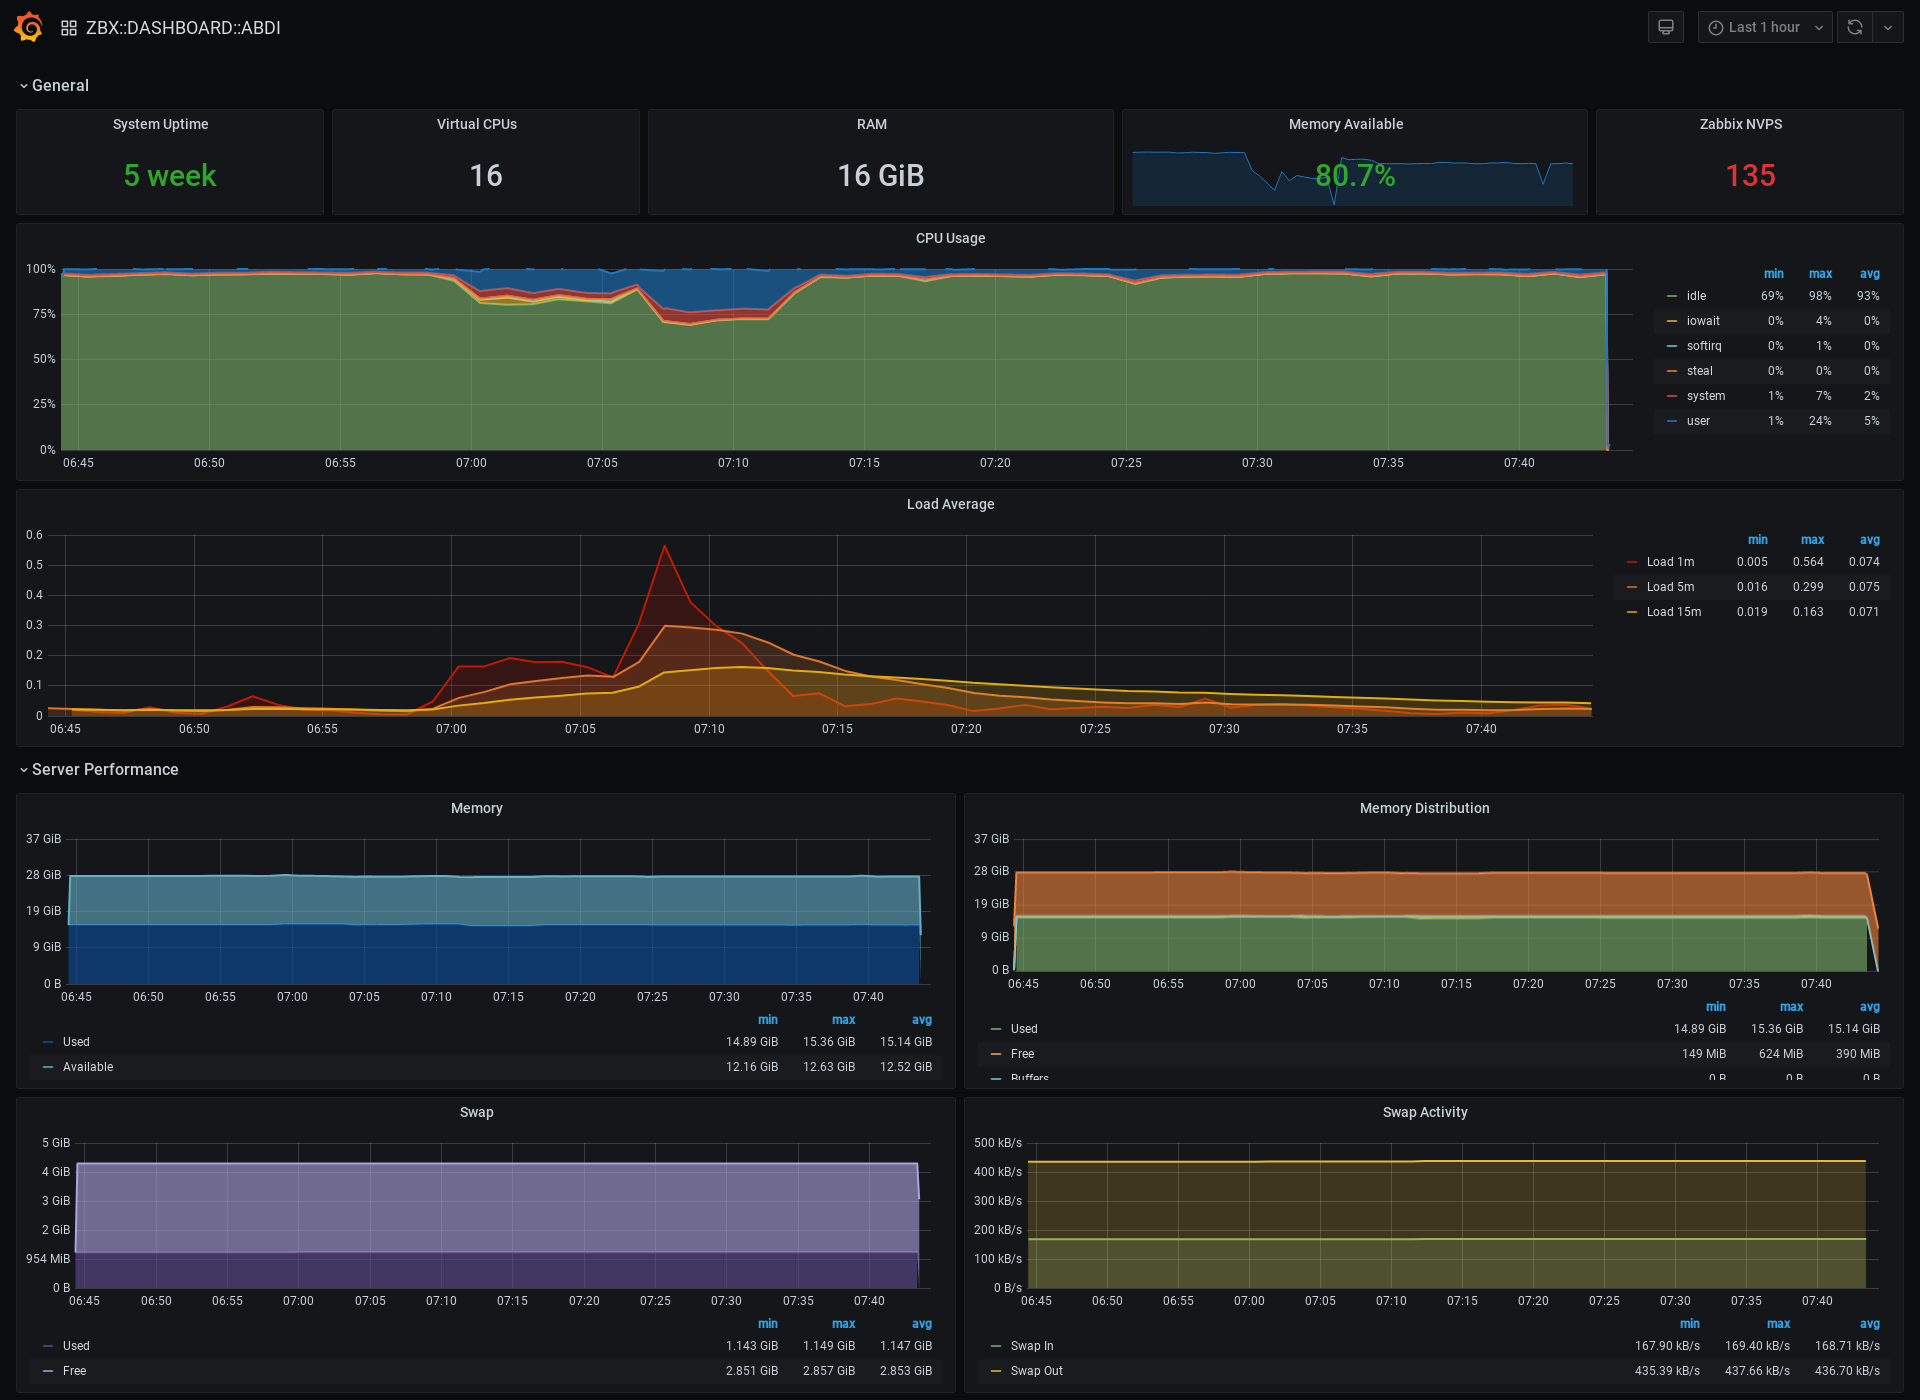 ZBX::DASHBOARD::ABDI
Last 1 hour
General
System Uptime
5 week
Virtual CPUs
16
RAM
16 GiB
Memory Available
80.7%
Zabbix NVPS
135
CPU Usage
100%
75%
50%
25%
0%
06:45 06:50 06:55 07:00 07:05 07:10 07:15 07:20 07:25 07:30 07:35 07:40
min max avg
idle 69% 98% 93%
iowait 0% 4% 0%
softirq 0% 1% 0%
steal 0% 0% 0%
system 1% 7% 2%
user 1% 24% 5%
Load Average
0.6
0.5
0.4
0.3
0.2
0.1
0
06:45 06:50 06:55 07:00 07:05 07:10 07:15 07:20 07:25 07:30 07:35 07:40
min max avg
Load 1m 0.005 0.564 0.074
Load 5m 0.016 0.299 0.075
Load 15m 0.019 0.163 0.071
Server Performance
Memory
37 GiB
28 GiB
19 GiB
9 GiB
0 B
06:45 06:50 06:55 07:00 07:05 07:10 07:15 07:20 07:25 07:30 07:35 07:40
min max avg
Used 14.89 GiB 15.36 GiB 15.14 GiB
Available 12.16 GiB 12.63 GiB 12.52 GiB
Memory Distribution
37 GiB
28 GiB
19 GiB
9 GiB
0 B
06:45 06:50 06:55 07:00 07:05 07:10 07:15 07:20 07:25 07:30 07:35 07:40
min max avg
Used 14.89 GiB 15.36 GiB 15.14 GiB
Free 149 MiB 624 MiB 390 MiB
Buffers 0 B 0 B 0 B
Swap
5 GiB
4 GiB
3 GiB
2 GiB
954 MiB
0 B
06:45 06:50 06:55 07:00 07:05 07:10 07:15 07:20 07:25 07:30 07:35 07:40
min max avg
Used 1.143 GiB 1.149 GiB 1.147 GiB
Free 2.851 GiB 2.857 GiB 2.853 GiB
Swap Activity
500 kB/s
400 kB/s
300 kB/s
200 kB/s
100 kB/s
0 B/s
06:45 06:50 06:55 07:00 07:05 07:10 07:15 07:20 07:25 07:30 07:35 07:40
min max avg
Swap In 167.90 kB/s 169.40 kB/s 168.71 kB/s
Swap Out 435.39 kB/s 437.66 kB/s 436.70 kB/s